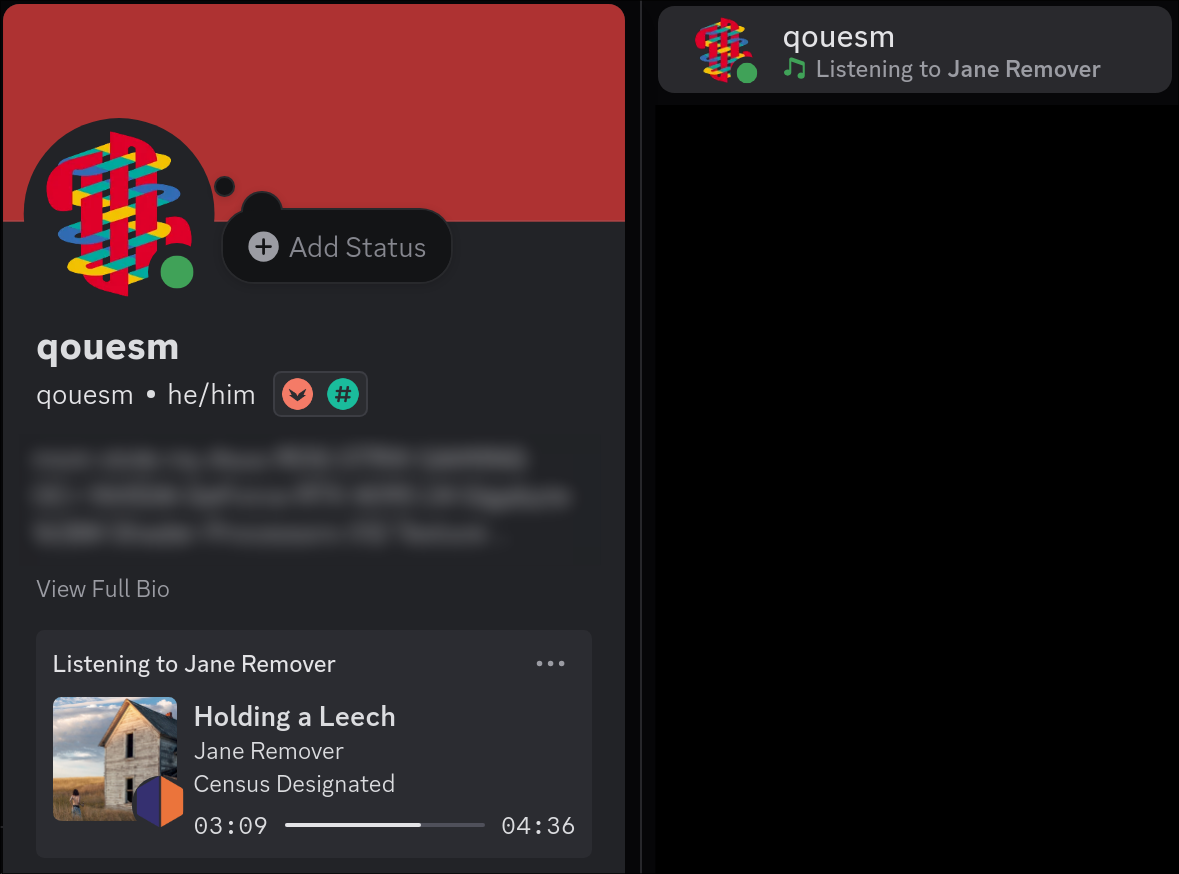 qouesm
Listening to Jane Remover
Add Status
qouesm
qouesm • he/him
View Full Bio
Listening to Jane Remover
Holding a Leech
Jane Remover
Census Designated
03:09 04:36